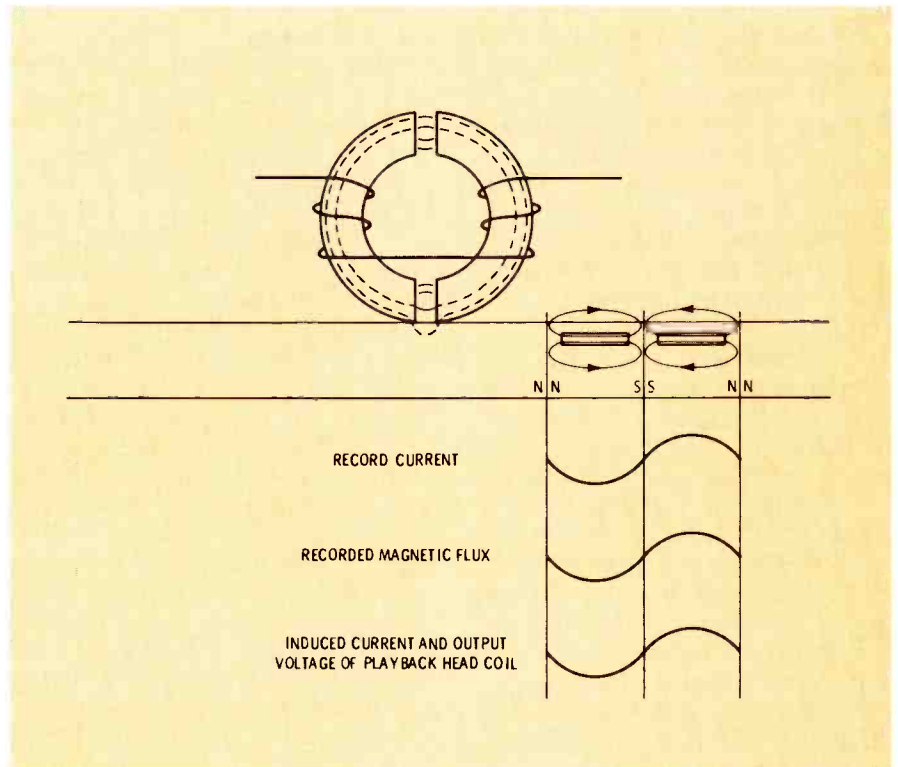 N N S S N N
RECORD CURRENT
RECORDED MAGNETIC FLUX
INDUCED CURRENT AND OUTPUT
VOLTAGE OF PLAYBACK HEAD COIL